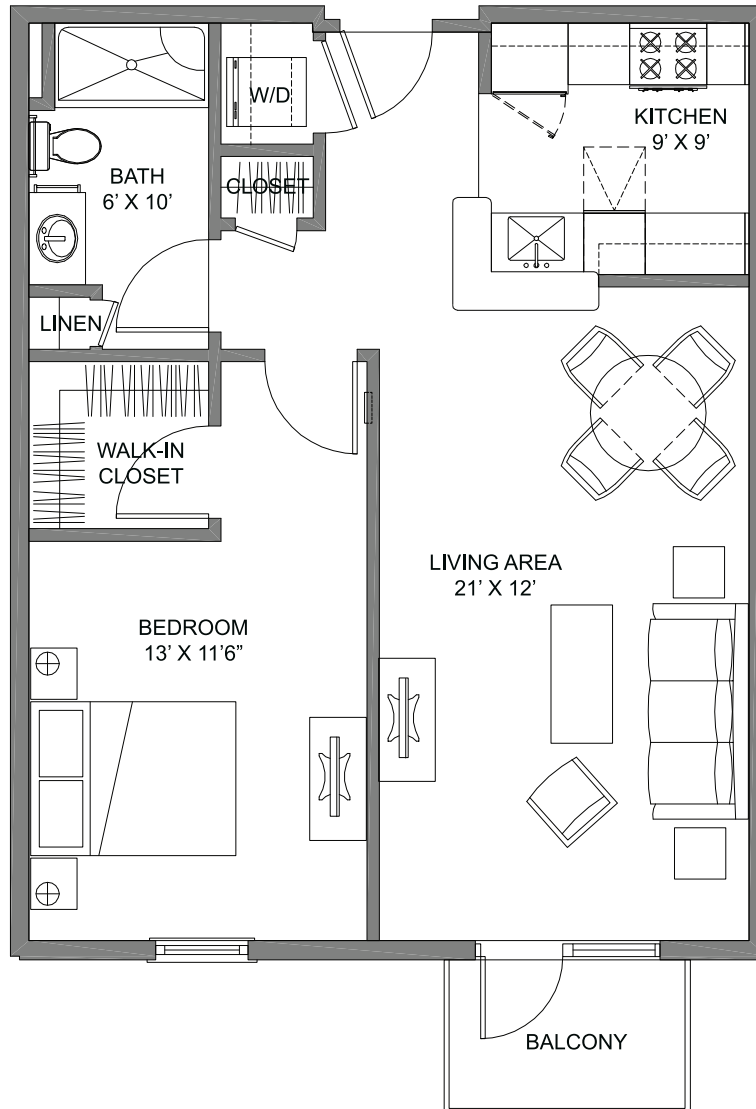 W/D
KITCHEN
9’ X 9’
BATH
6’ X 10’
CLOSET
LINEN
WALK-IN
CLOSET
LIVING AREA
21’ X 12’
BEDROOM
13’ X 11’6”
BALCONY